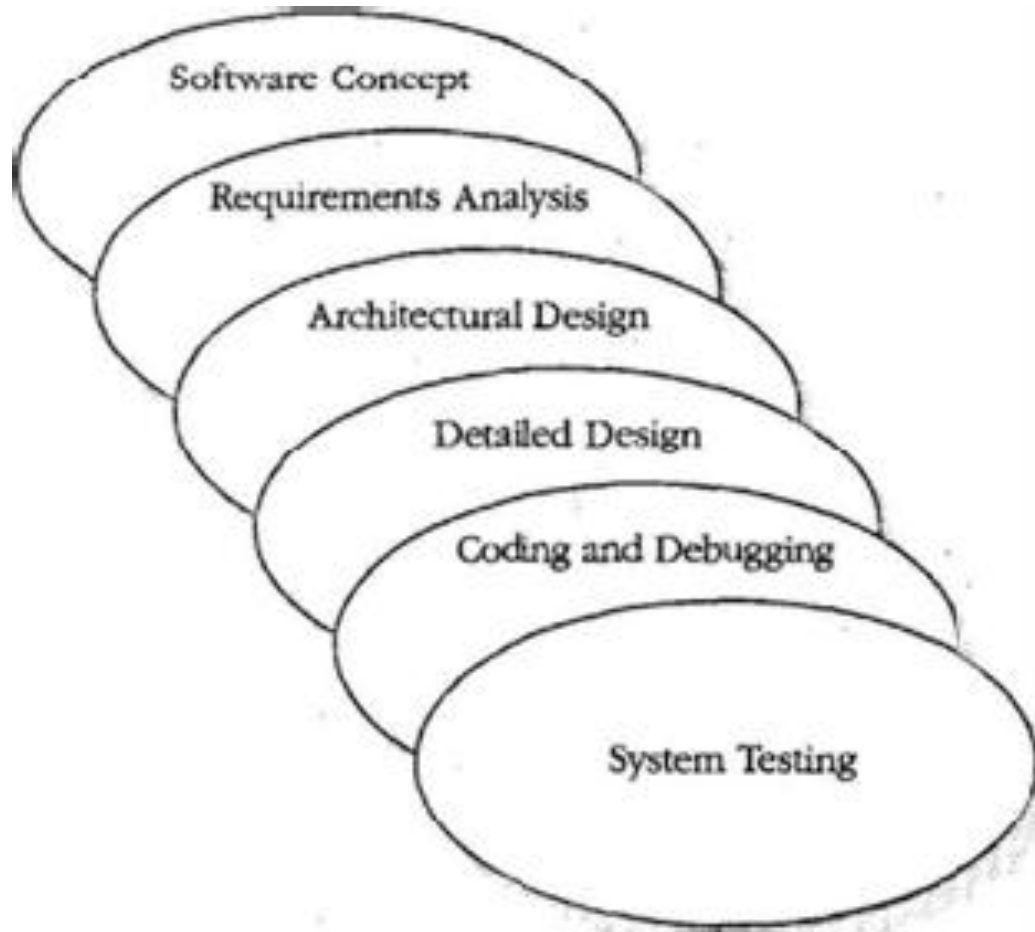 Software Concept
Requirements Analysis
Architectural Design
Detailed Design
Coding and Debugging
System Testing